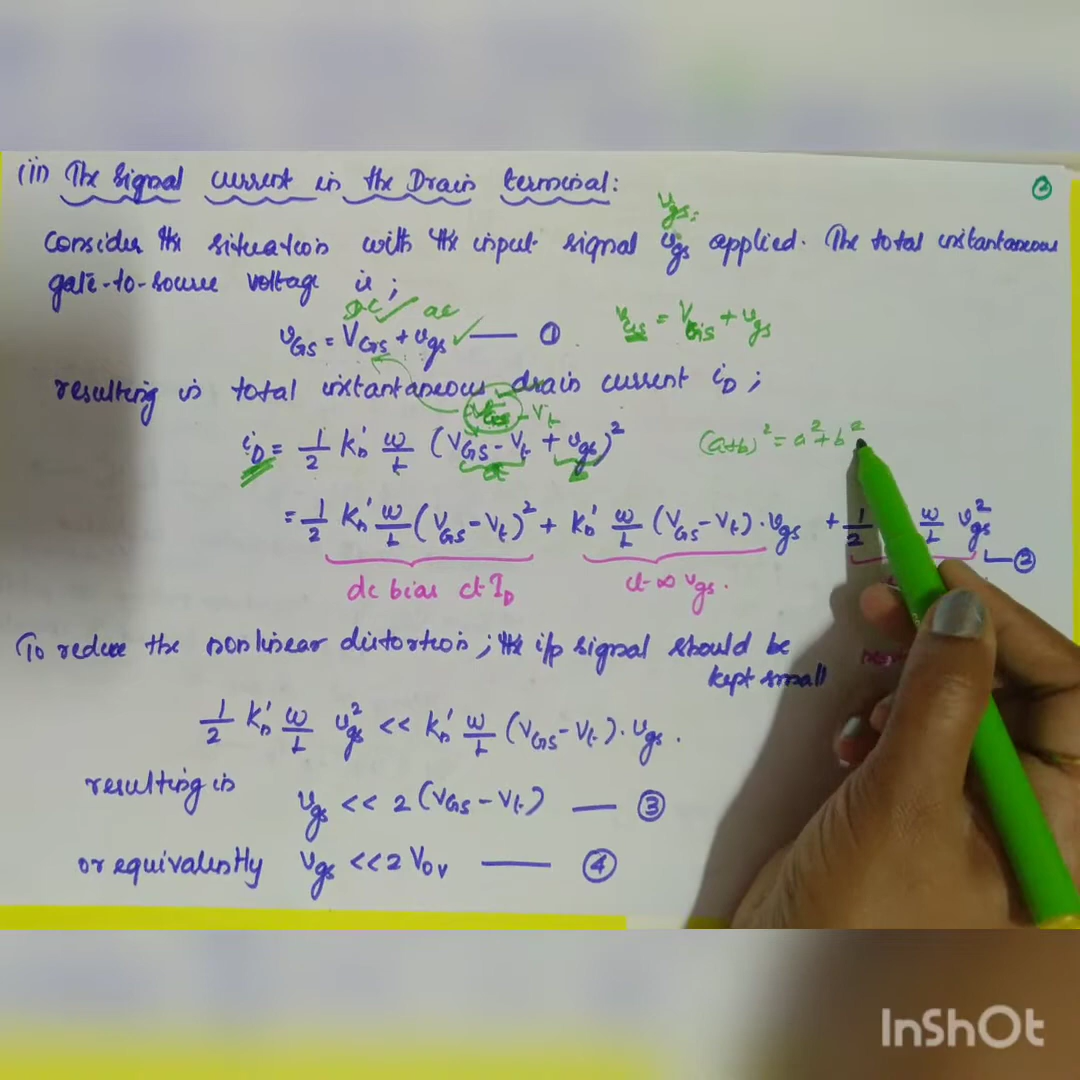 (ii) The signal current in the Drain terminal:
②
vgs:
Consider the situation with the input signal vgs applied. The total instantaneous
gate-to-source voltage is;
DC ac
vGS = VGS + vgs —— ①
vGS = VGS + vgs
resulting in total instantaneous drain current iD;
- Vt
iD = 1/2 kn' W/L (VGS - Vt + vgs)²
(a+b)² = a² + b²
= 1/2 kn' W/L (VGS - Vt)² + kn' W/L (VGS - Vt) . vgs + 1/2 W/L vgs² —②
dc bias ct ID
ct ∞ vgs.
To reduce the nonlinear distortion; the i/p signal should be
kept small
1/2 kn' W/L vgs² << kn' W/L (VGS - Vt) . vgs .
resulting in
vgs << 2 (VGS - Vt) —— ③
or equivalently vgs << 2 VOV —— ④
InShOt